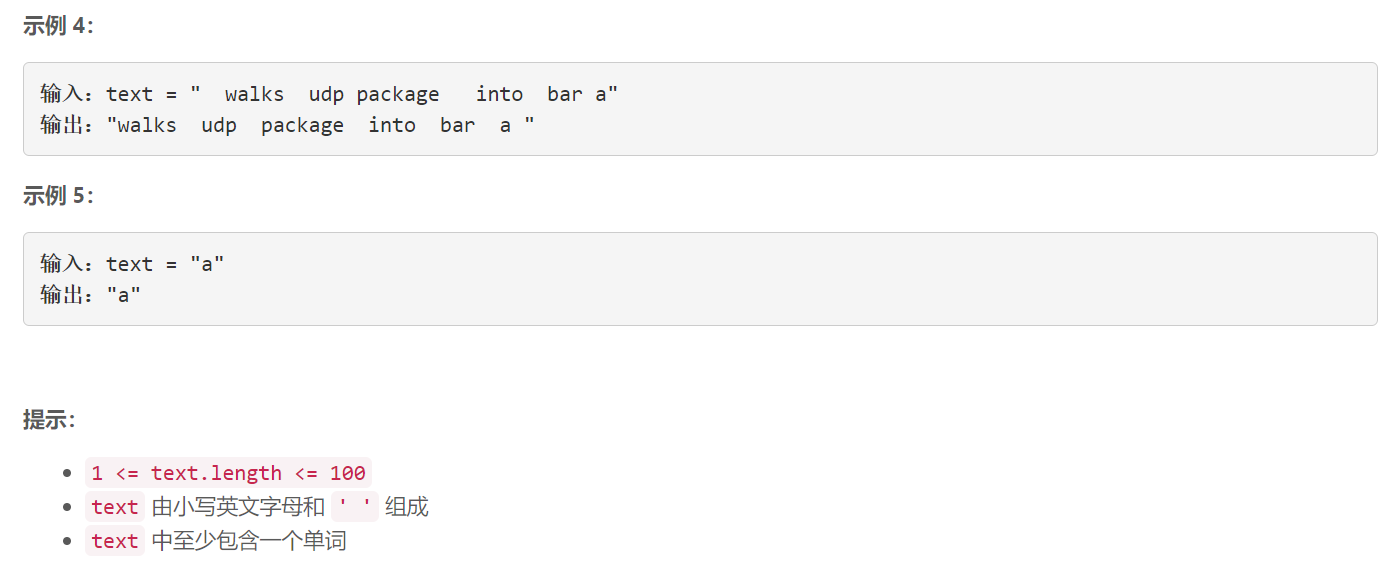 示例 4：
输入：text = "  walks  udp package   into  bar a"
输出："walks  udp  package  into  bar  a "
示例 5：
输入：text = "a"
输出："a"
提示：
1 <= text.length <= 100
text 由小写英文字母和 ' ' 组成
text 中至少包含一个单词